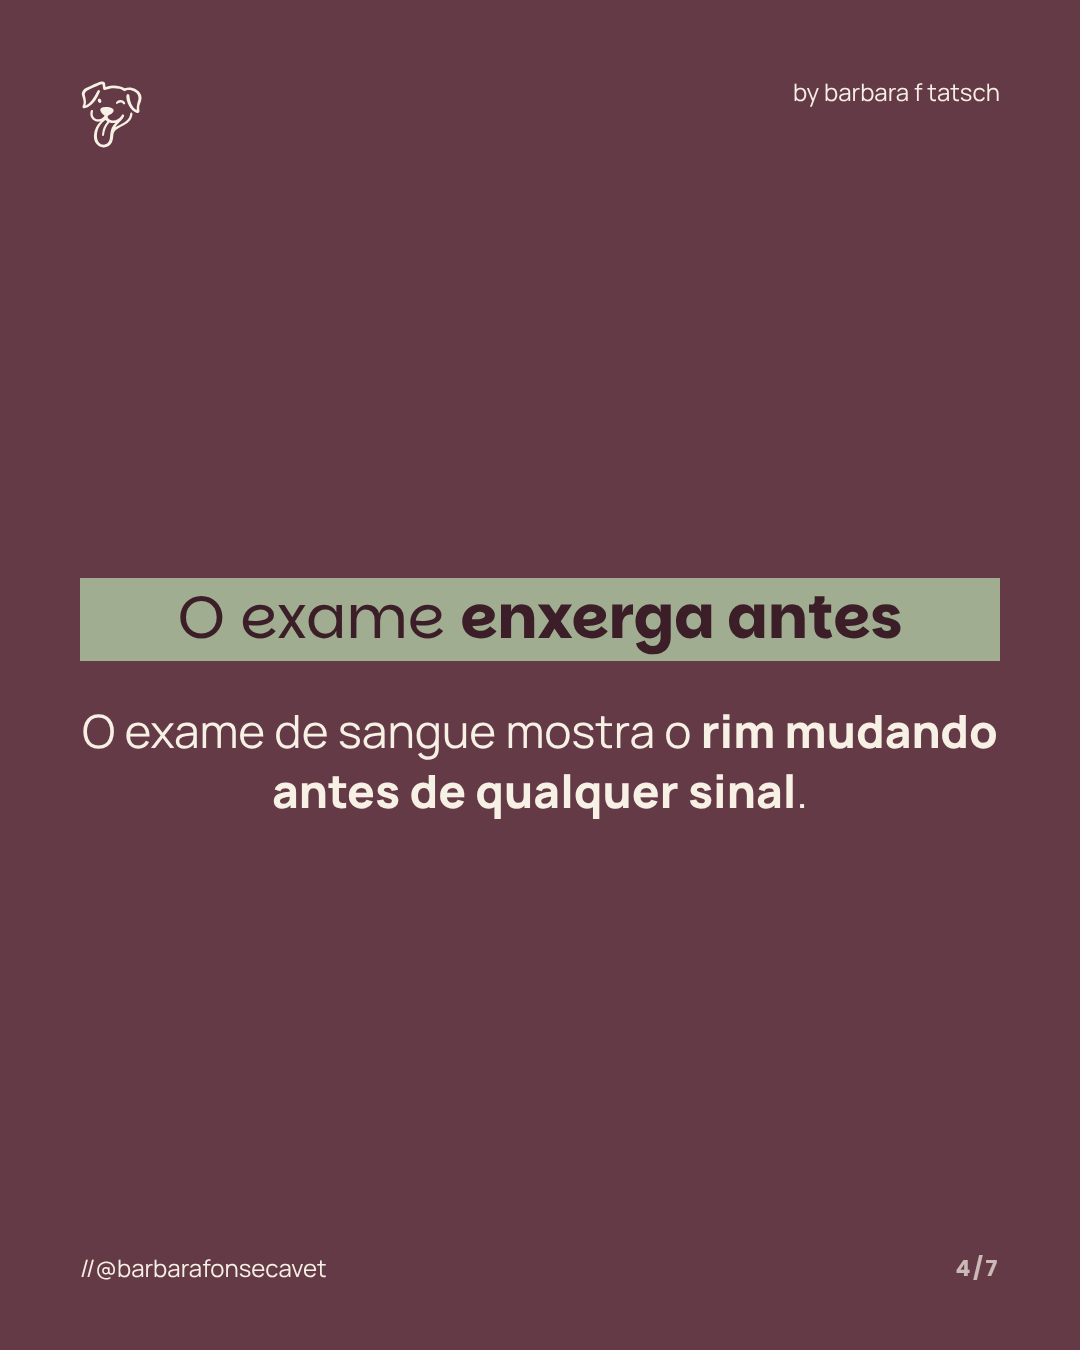 by barbara f tatsch
O exame enxerga antes
O exame de sangue mostra o rim mudando
antes de qualquer sinal.
//@barbarafonsecavet
4/7